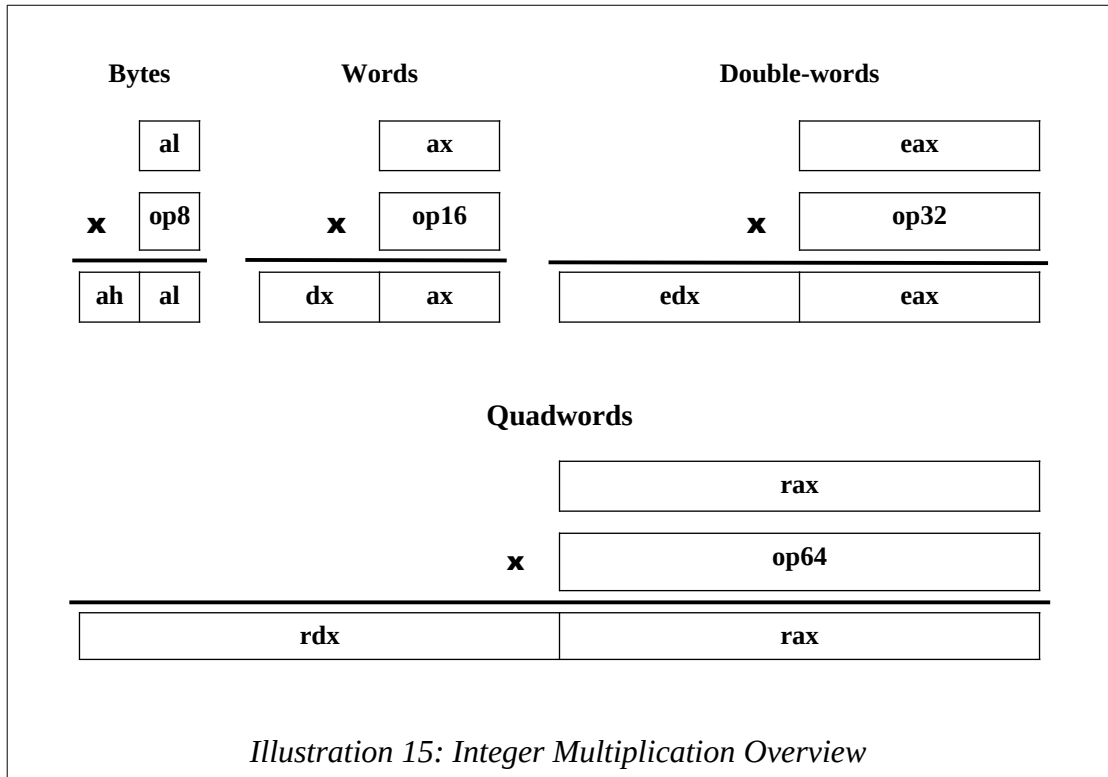 Bytes Words Double-words
al ax eax
x op8 x op16 x op32
ah al dx ax edx eax
Quadwords
rax
x op64
rdx rax
Illustration 15: Integer Multiplication Overview